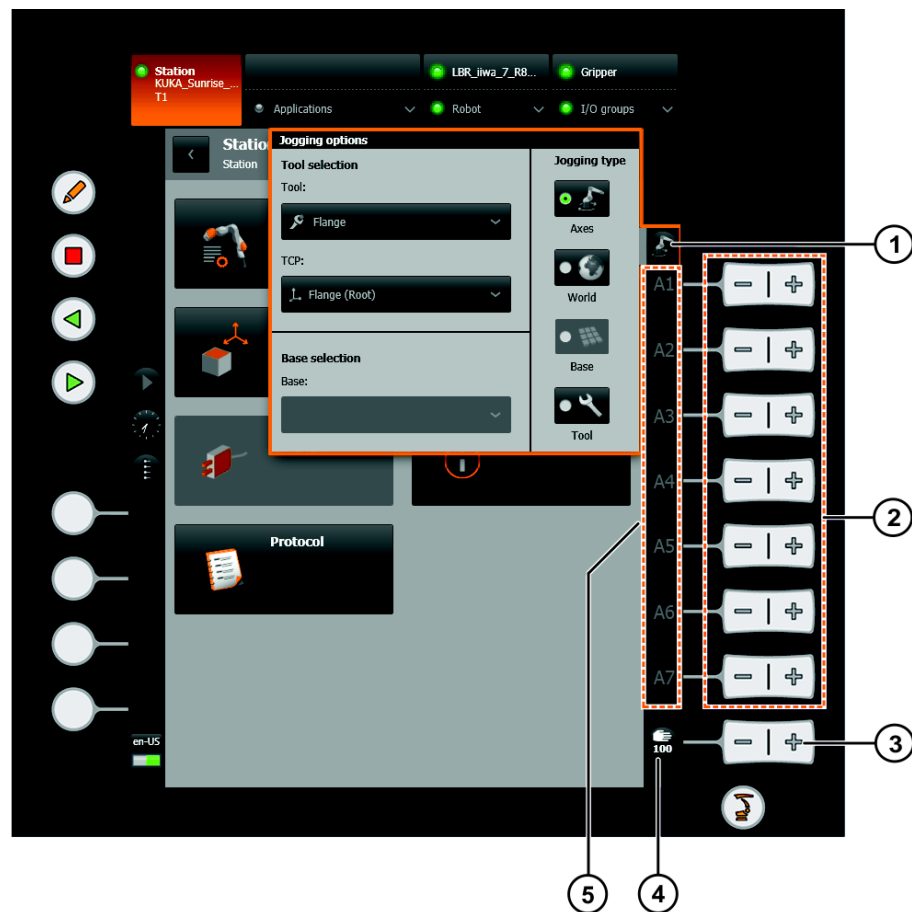 Station
KUKA_Sunrise_...
T1
LBR_iiwa_7_R8...
Gripper
Applications
Robot
I/O groups
Jogging options
Statio
Station
Tool selection
Tool:
Flange
TCP:
Flange (Root)
Base selection
Base:
Jogging type
Axes
World
Base
Tool
A1
A2
A3
A4
A5
A6
A7
Protocol
en-US
100
1
2
3
4
5